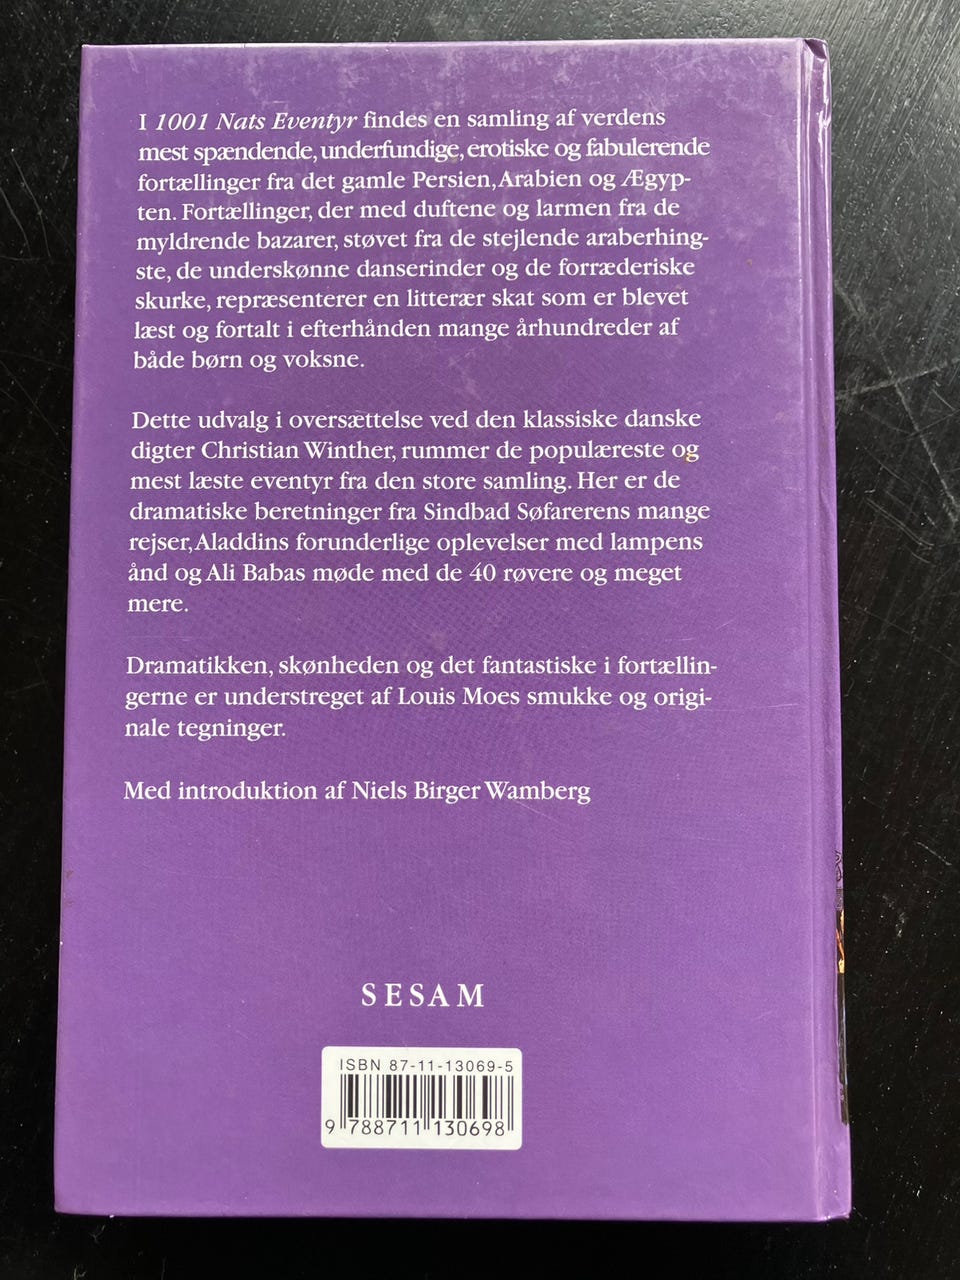 I 1001 Nats Eventyr findes en samling af verdens
mest spændende, underfundige, erotiske og fabulerende
fortællinger fra det gamle Persien, Arabien og Ægyp-
ten. Fortællinger, der med duftene og larmen fra de
myldrende bazarer, støvet fra de stejlende araberhing-
ste, de underskønne danserinder og de forræderiske
skurke, repræsenterer en litterær skat som er blevet
læst og fortalt i efterhånden mange århundreder af
både børn og voksne.
Dette udvalg i oversættelse ved den klassiske danske
digter Christian Winther, rummer de populæreste og
mest læste eventyr fra den store samling. Her er de
dramatiske beretninger fra Sindbad Søfarerens mange
rejser, Aladdins forunderlige oplevelser med lampens
ånd og Ali Babas møde med de 40 røvere og meget
mere.
Dramatikken, skønheden og det fantastiske i fortællin-
gerne er understreget af Louis Moes smukke og origi-
nale tegninger.
Med introduktion af Niels Birger Wamberg
SESAM
ISBN 87-11-13069-5
9 788711 130698